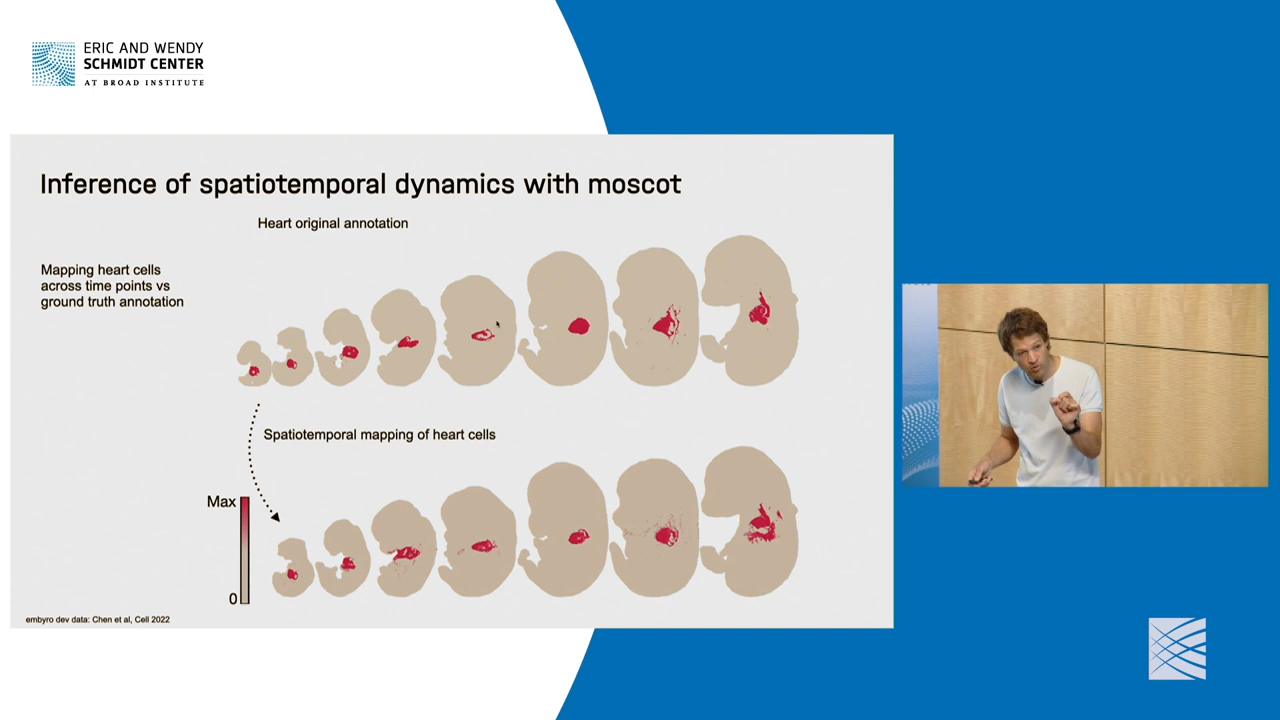 ERIC AND WENDY
SCHMIDT CENTER
AT BROAD INSTITUTE
Inference of spatiotemporal dynamics with moscot
Heart original annotation
Mapping heart cells
across time points vs
ground truth annotation
Spatiotemporal mapping of heart cells
Max
0
embyro dev data: Chen et al, Cell 2022